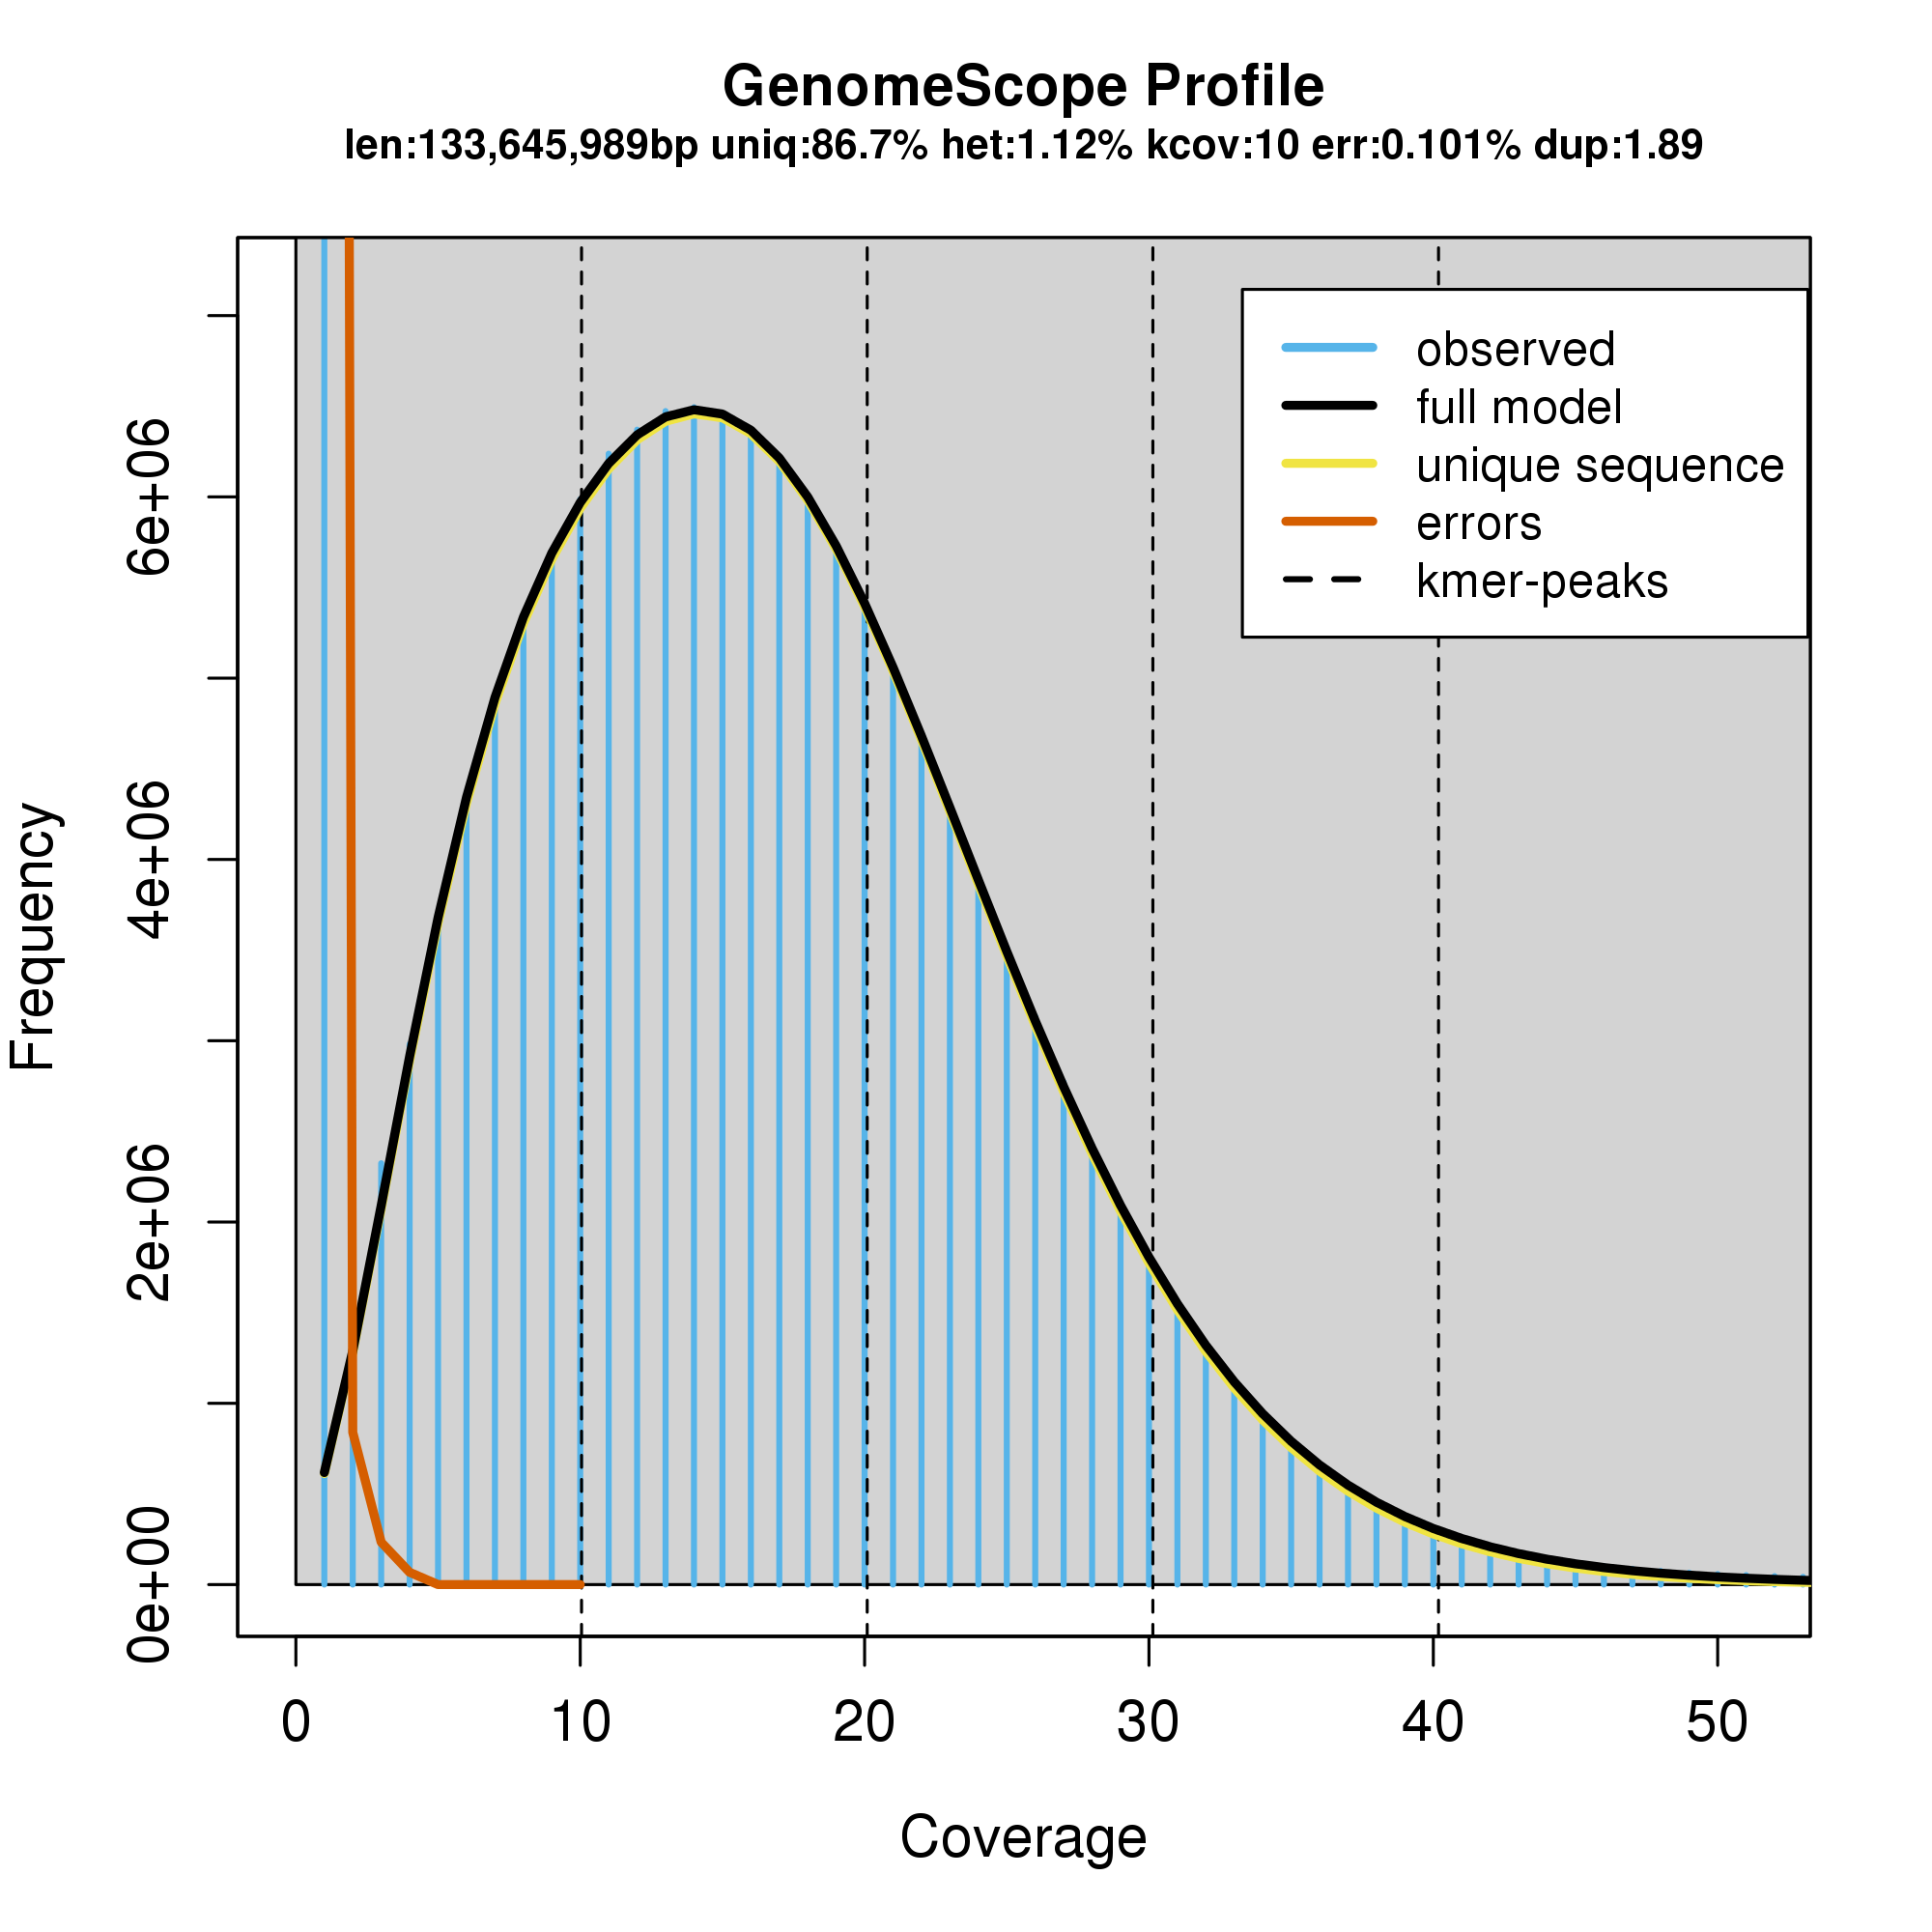 GenomeScope Profile
len:133,645,989bp uniq:86.7% het:1.12% kcov:10 err:0.101% dup:1.89
observed
full model
unique sequence
errors
kmer-peaks
Frequency
6e+06
4e+06
2e+06
0e+00
0 10 20 30 40 50
Coverage